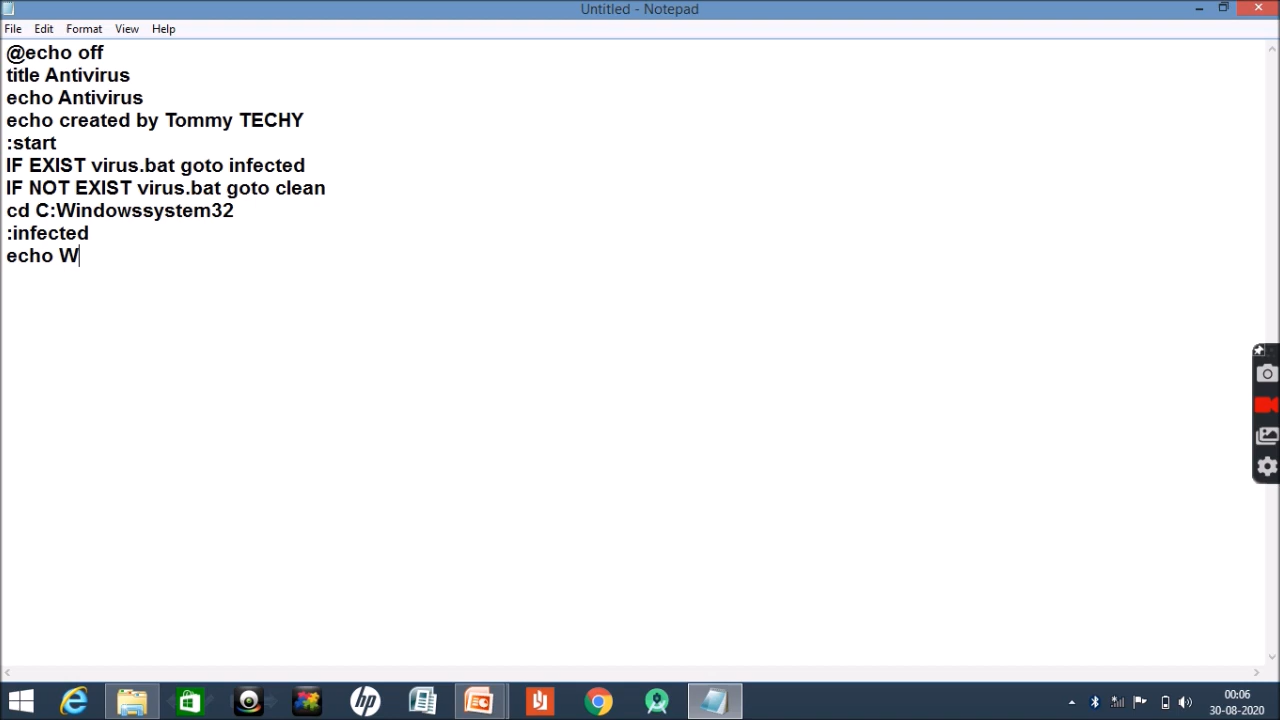 Untitled - Notepad
File Edit Format View Help
@echo off
title Antivirus
echo Antivirus
echo created by Tommy TECHY
:start
IF EXIST virus.bat goto infected
IF NOT EXIST virus.bat goto clean
cd C:Windowssystem32
:infected
echo W
hp
00:06
30-08-2020